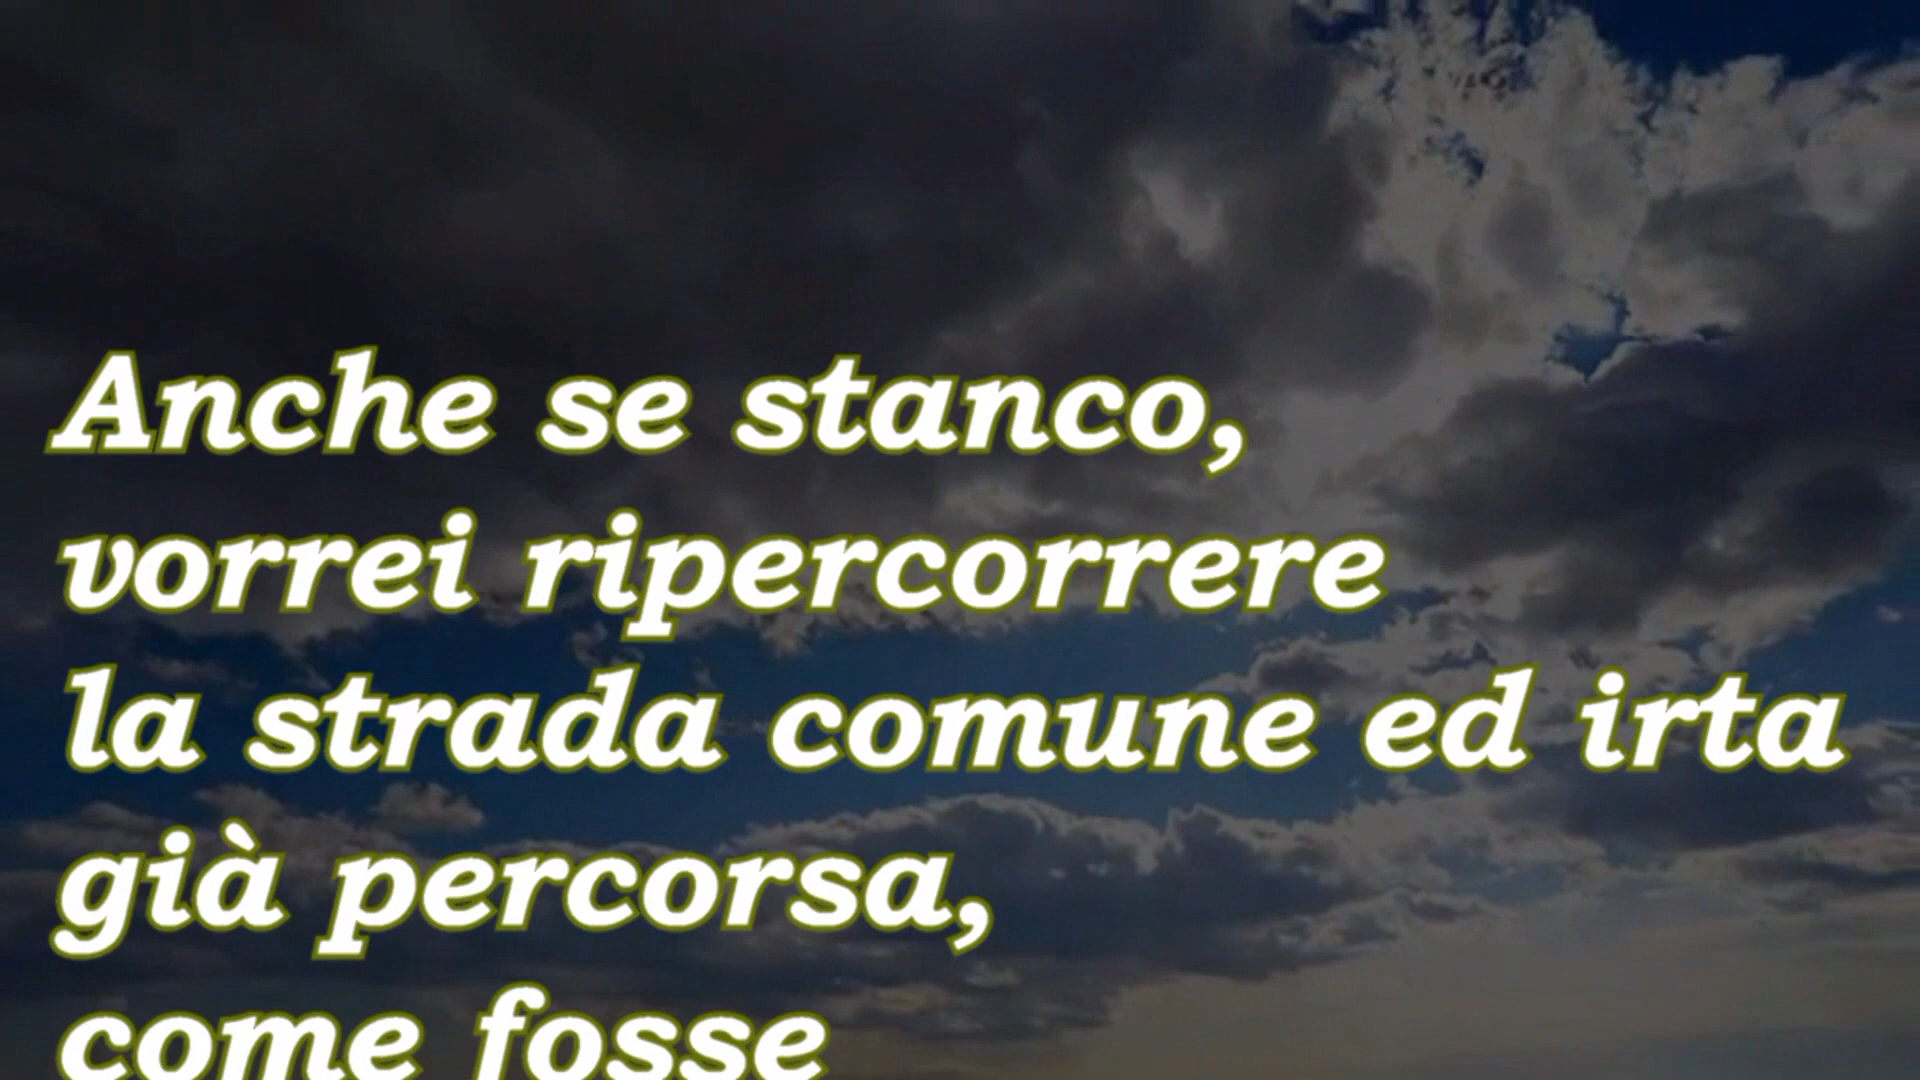 Anche se stanco,
vorrei ripercorrere
la strada comune ed irta
già percorsa,
come fosse